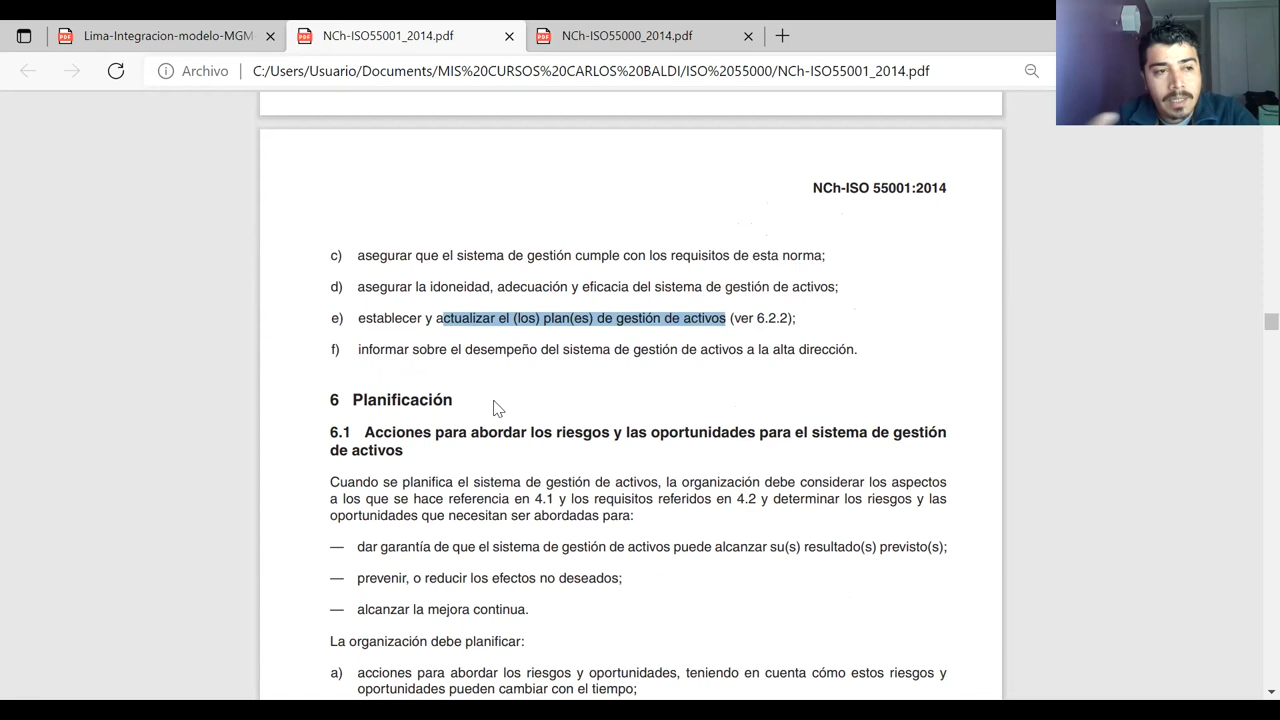 Lima-Integracion-modelo-MGM
NCh-ISO55001_2014.pdf
NCh-ISO55000_2014.pdf
Archivo
C:/Users/Usuario/Documents/MIS%20CURSOS%20CARLOS%20BALDI/ISO%2055000/NCh-ISO55001_2014.pdf
NCh-ISO 55001:2014
c) asegurar que el sistema de gestión cumple con los requisitos de esta norma;
d) asegurar la idoneidad, adecuación y eficacia del sistema de gestión de activos;
e) establecer y actualizar el (los) plan(es) de gestión de activos (ver 6.2.2);
f) informar sobre el desempeño del sistema de gestión de activos a la alta dirección.
6 Planificación
6.1 Acciones para abordar los riesgos y las oportunidades para el sistema de gestión
de activos
Cuando se planifica el sistema de gestión de activos, la organización debe considerar los aspectos
a los que se hace referencia en 4.1 y los requisitos referidos en 4.2 y determinar los riesgos y las
oportunidades que necesitan ser abordadas para:
— dar garantía de que el sistema de gestión de activos puede alcanzar su(s) resultado(s) previsto(s);
— prevenir, o reducir los efectos no deseados;
— alcanzar la mejora continua.
La organización debe planificar:
a) acciones para abordar los riesgos y oportunidades, teniendo en cuenta cómo estos riesgos y
oportunidades pueden cambiar con el tiempo;